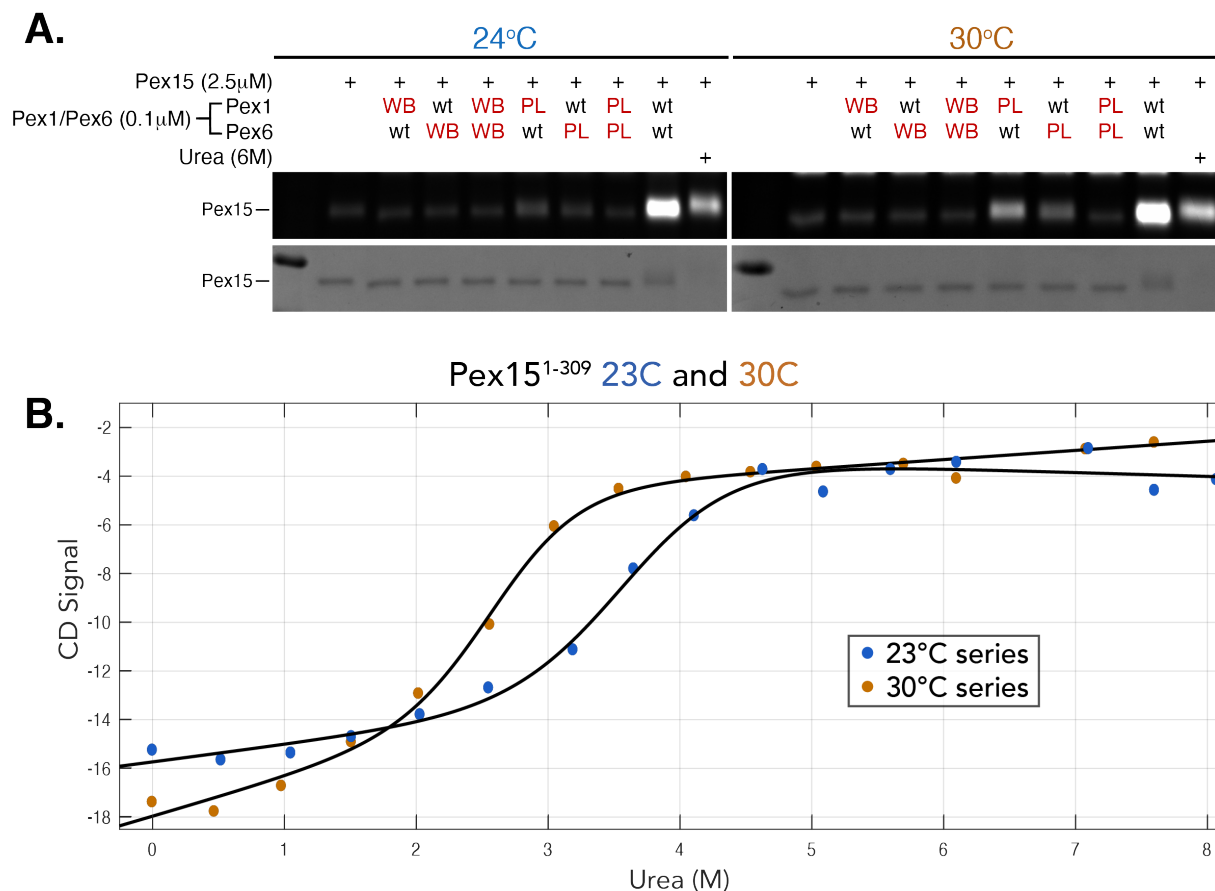 A.
24°C 30°C
Pex15 (2.5μM) + + + + + + + + + + + + + + + + + +
Pex1/Pex6 (0.1μM) Pex1 WB wt WB PL wt PL wt WB wt WB PL wt PL wt
Pex6 wt WB WB wt PL PL wt wt WB WB wt PL PL wt
Urea (6M) + +
Pex15
Pex15
Pex15¹⁻³⁰⁹ 23C and 30C
B.
CD Signal
-2
-4
-6
-8
-10
-12
-14
-16
-18
23°C series
30°C series
0 1 2 3 4 5 6 7 8
Urea (M)